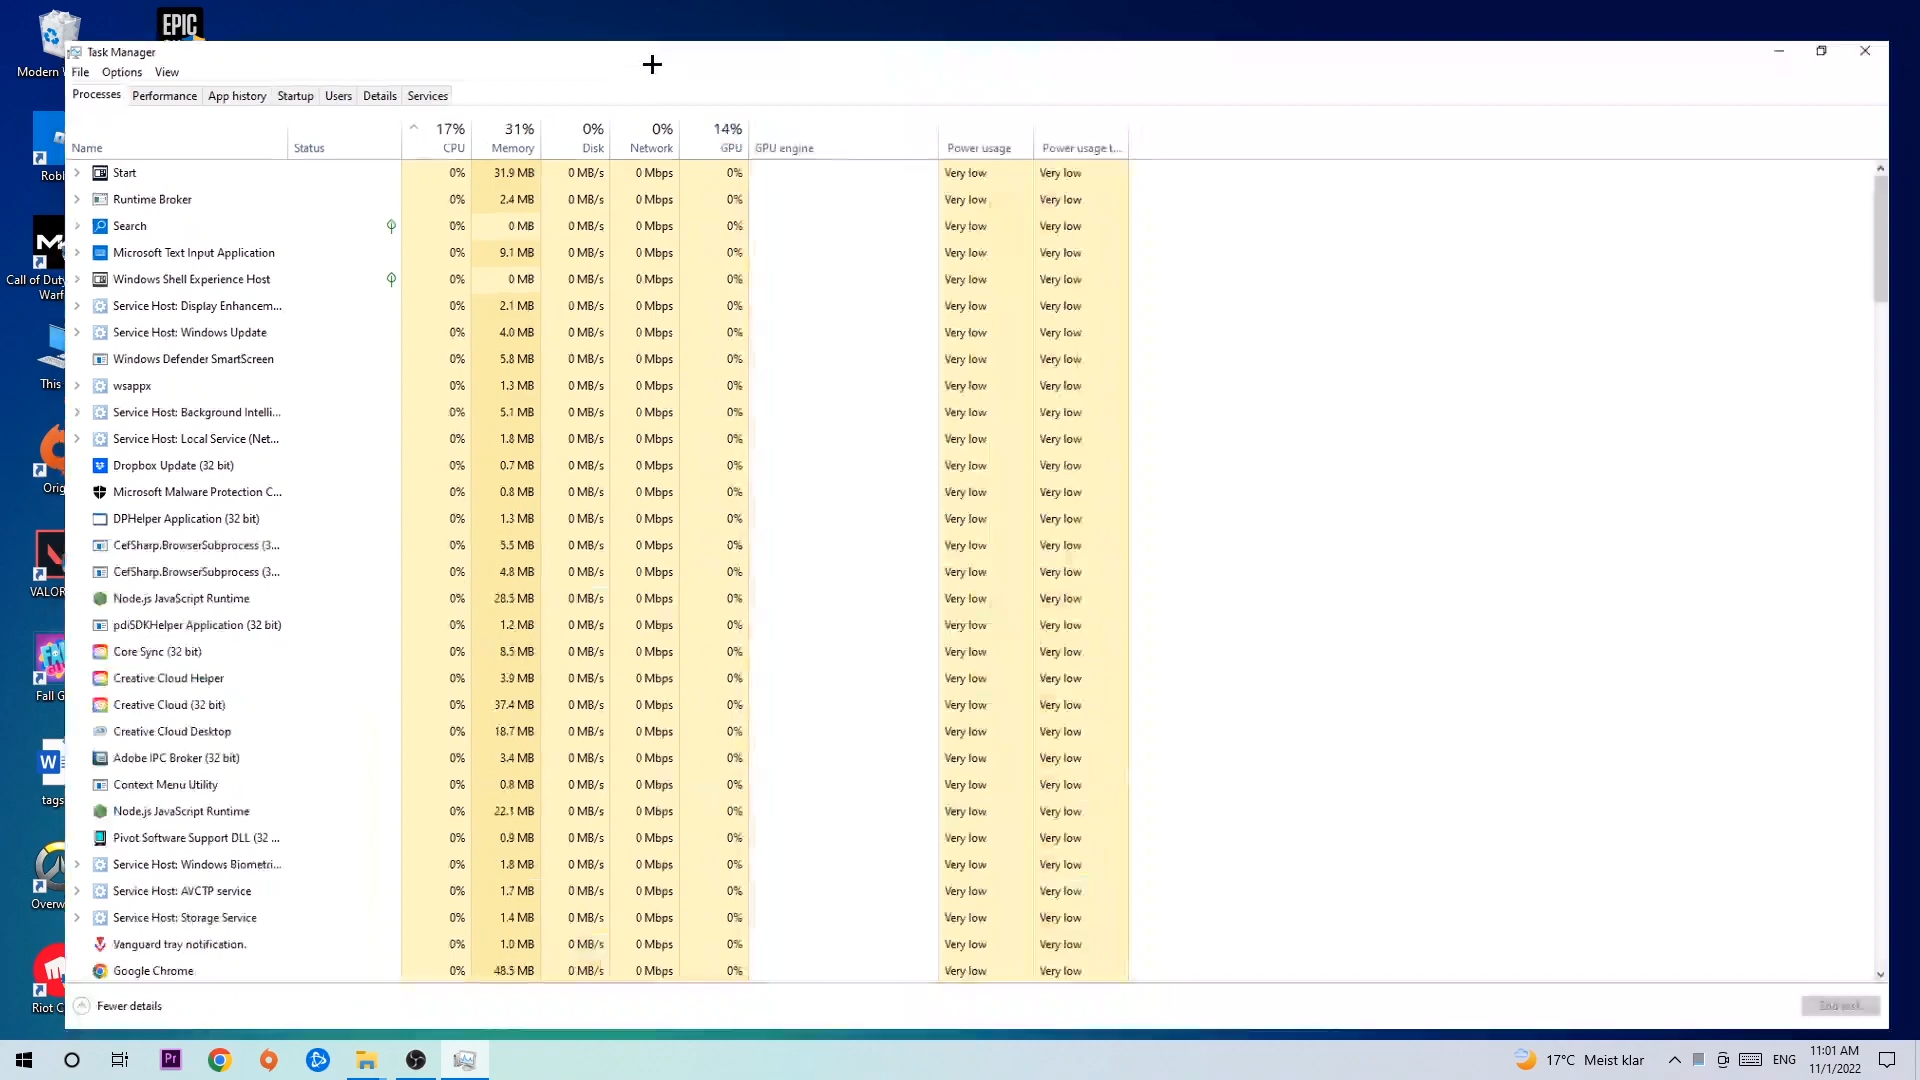 EPIC
Modern
Task Manager
File Options View
Processes Performance App history Startup Users Details Services
17% 31% 0% 0% 14%
Name Status CPU Memory Disk Network GPU GPU engine Power usage Power usage t...
Start 0% 31.9 MB 0 MB/s 0 Mbps 0% Very low Very low
Runtime Broker 0% 2.4 MB 0 MB/s 0 Mbps 0% Very low Very low
Search 0% 0 MB 0 MB/s 0 Mbps 0% Very low Very low
Microsoft Text Input Application 0% 9.1 MB 0 MB/s 0 Mbps 0% Very low Very low
Windows Shell Experience Host 0% 0 MB 0 MB/s 0 Mbps 0% Very low Very low
Service Host: Display Enhancem... 0% 2.1 MB 0 MB/s 0 Mbps 0% Very low Very low
Service Host: Windows Update 0% 4.0 MB 0 MB/s 0 Mbps 0% Very low Very low
Windows Defender SmartScreen 0% 5.8 MB 0 MB/s 0 Mbps 0% Very low Very low
wsappx 0% 1.3 MB 0 MB/s 0 Mbps 0% Very low Very low
Service Host: Background Intelli... 0% 5.1 MB 0 MB/s 0 Mbps 0% Very low Very low
Service Host: Local Service (Net... 0% 1.8 MB 0 MB/s 0 Mbps 0% Very low Very low
Dropbox Update (32 bit) 0% 0.7 MB 0 MB/s 0 Mbps 0% Very low Very low
Microsoft Malware Protection C... 0% 0.8 MB 0 MB/s 0 Mbps 0% Very low Very low
DPHelper Application (32 bit) 0% 1.3 MB 0 MB/s 0 Mbps 0% Very low Very low
CefSharp.BrowserSubprocess (3... 0% 5.5 MB 0 MB/s 0 Mbps 0% Very low Very low
CefSharp.BrowserSubprocess (3... 0% 4.8 MB 0 MB/s 0 Mbps 0% Very low Very low
Node.js JavaScript Runtime 0% 28.5 MB 0 MB/s 0 Mbps 0% Very low Very low
pdiSDKHelper Application (32 bit) 0% 1.2 MB 0 MB/s 0 Mbps 0% Very low Very low
Core Sync (32 bit) 0% 8.5 MB 0 MB/s 0 Mbps 0% Very low Very low
Creative Cloud Helper 0% 3.9 MB 0 MB/s 0 Mbps 0% Very low Very low
Creative Cloud (32 bit) 0% 37.4 MB 0 MB/s 0 Mbps 0% Very low Very low
Creative Cloud Desktop 0% 18.7 MB 0 MB/s 0 Mbps 0% Very low Very low
Adobe IPC Broker (32 bit) 0% 3.4 MB 0 MB/s 0 Mbps 0% Very low Very low
Context Menu Utility 0% 0.8 MB 0 MB/s 0 Mbps 0% Very low Very low
Node.js JavaScript Runtime 0% 22.1 MB 0 MB/s 0 Mbps 0% Very low Very low
Pivot Software Support DLL (32 ... 0% 0.9 MB 0 MB/s 0 Mbps 0% Very low Very low
Service Host: Windows Biometri... 0% 1.8 MB 0 MB/s 0 Mbps 0% Very low Very low
Service Host: AVCTP service 0% 1.7 MB 0 MB/s 0 Mbps 0% Very low Very low
Service Host: Storage Service 0% 1.4 MB 0 MB/s 0 Mbps 0% Very low Very low
Vanguard tray notification. 0% 1.0 MB 0 MB/s 0 Mbps 0% Very low Very low
Google Chrome 0% 48.5 MB 0 MB/s 0 Mbps 0% Very low Very low
Fewer details
Robl
Call of Duty
Warf
This
Orig
VALOR
Fall G
W
tags
Overw
Riot C
Pr
17°C Meist klar
ENG
11:01 AM
11/1/2022